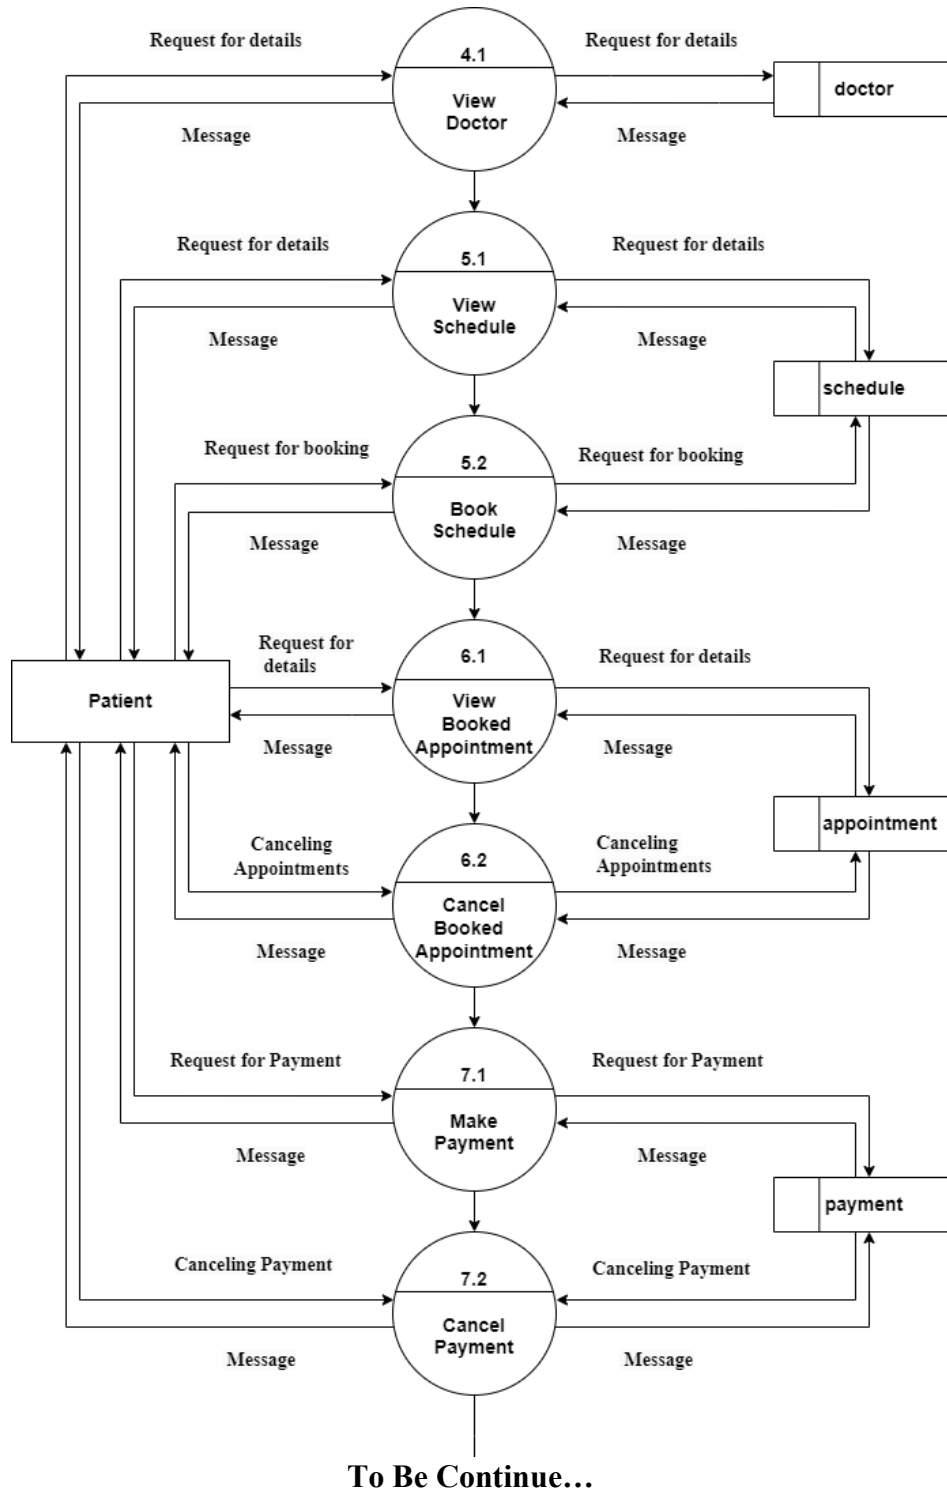 Request for details
Request for details
4.1
View
Doctor
doctor
Message
Message
Request for details
Request for details
5.1
View
Schedule
Message
Message
schedule
Request for booking
Request for booking
5.2
Book
Schedule
Message
Message
Request for
details
Request for details
6.1
View
Booked
Appointment
Patient
Message
Message
appointment
Canceling
Appointments
Canceling
Appointments
6.2
Cancel
Booked
Appointment
Message
Message
Request for Payment
Request for Payment
7.1
Make
Payment
Message
Message
payment
Canceling Payment
Canceling Payment
7.2
Cancel
Payment
Message
Message
To Be Continue…